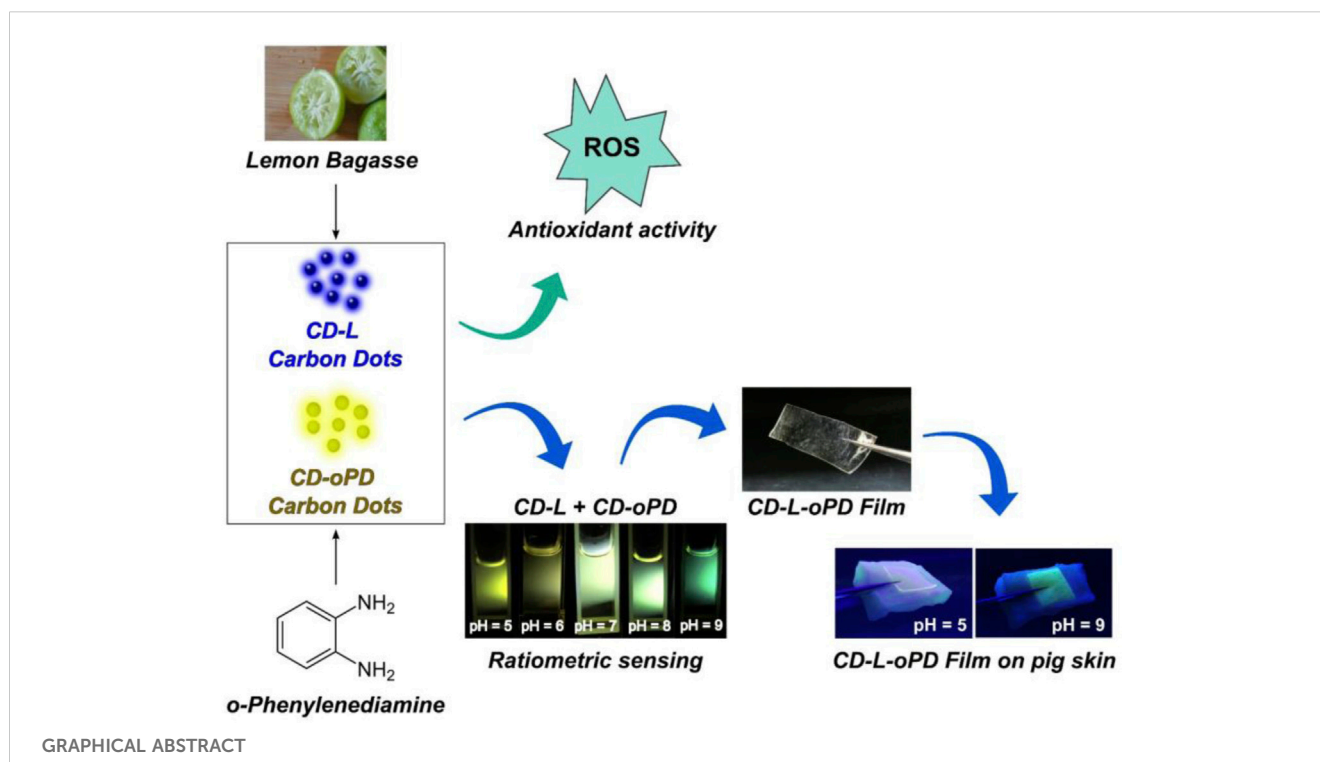 Lemon Bagasse
ROS
Antioxidant activity
CD-L
Carbon Dots
CD-oPD
Carbon Dots
CD-L + CD-oPD
CD-L-oPD Film
pH = 5 pH = 6 pH = 7 pH = 8 pH = 9
pH = 5 pH = 9
Ratiometric sensing
CD-L-oPD Film on pig skin
NH2
NH2
o-Phenylenediamine
GRAPHICAL ABSTRACT